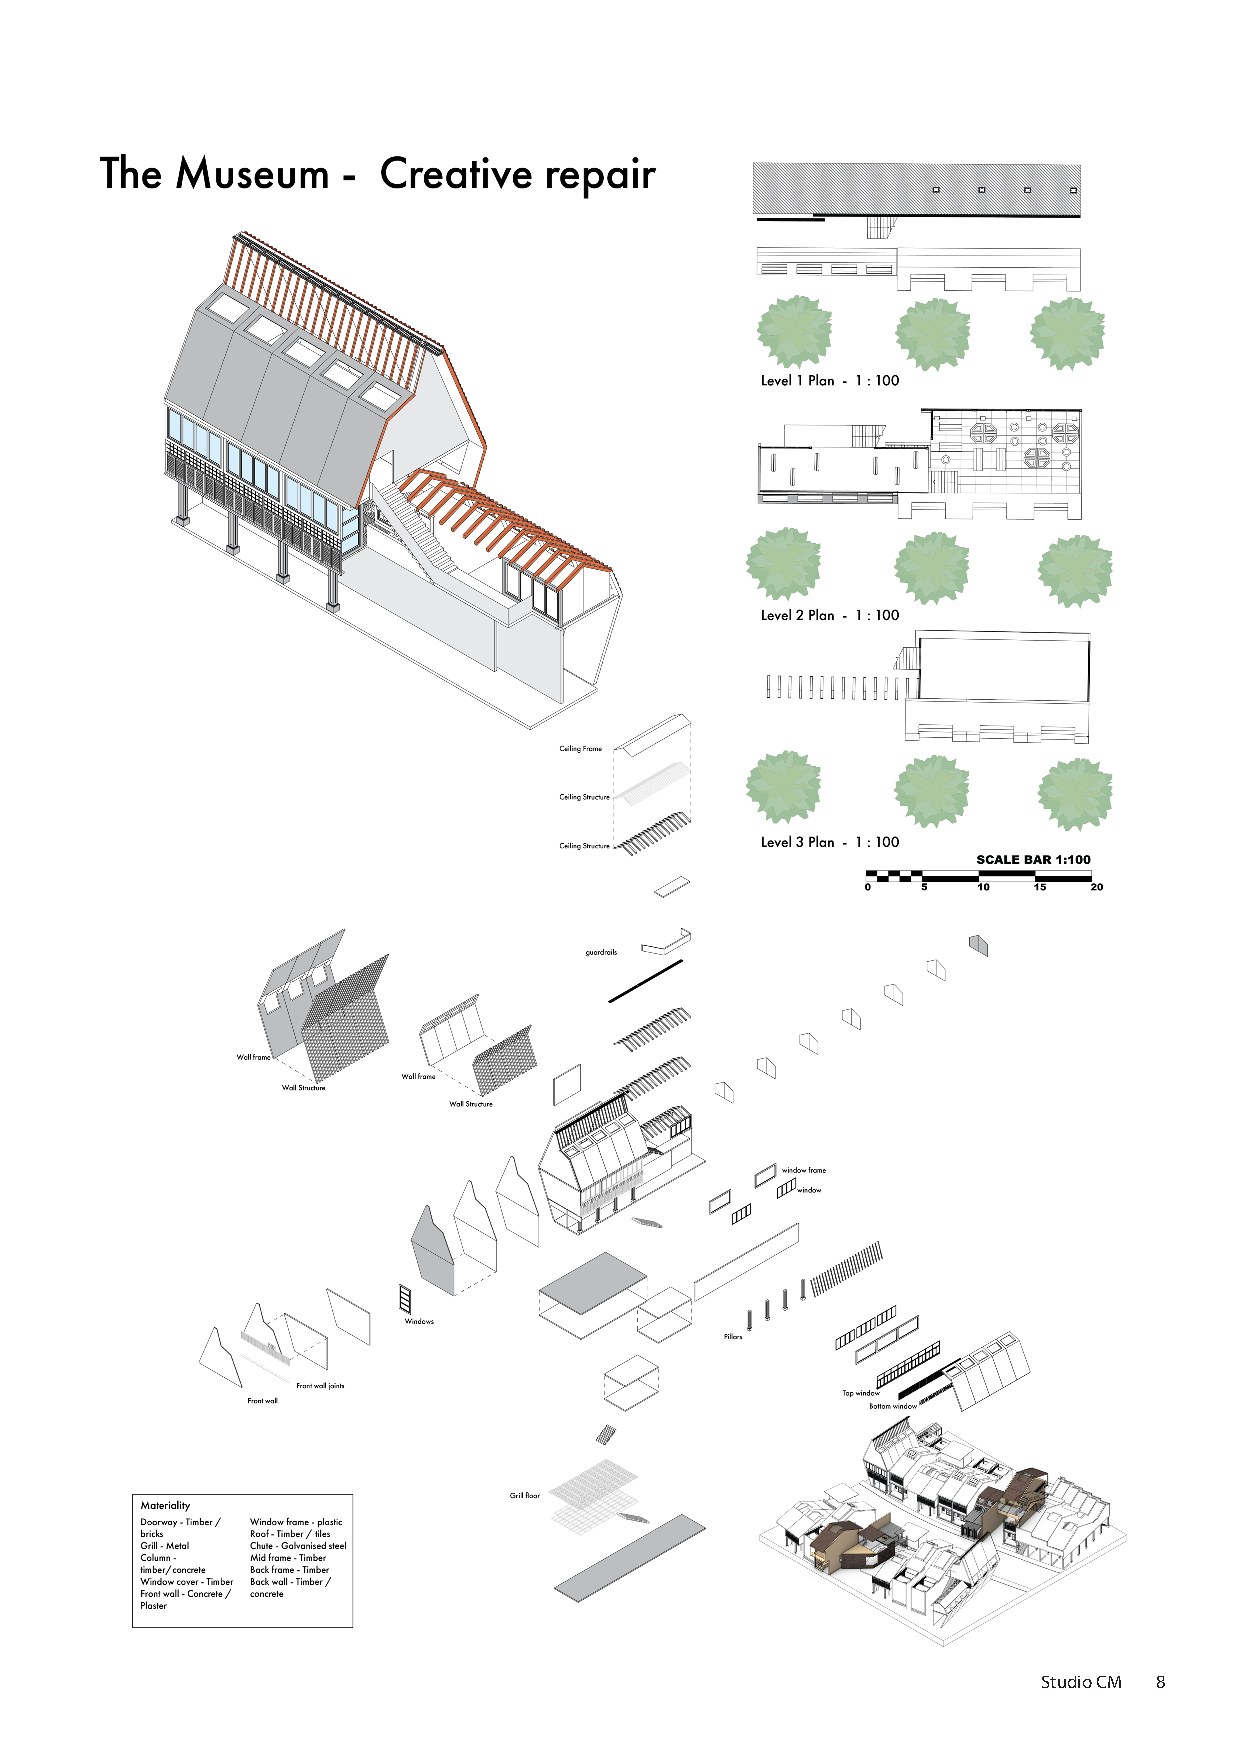 The Museum - Creative repair
Level 1 Plan - 1 : 100
Level 2 Plan - 1 : 100
Level 3 Plan - 1 : 100
SCALE BAR 1:100
0 5 10 15 20
Ceiling Frame
Ceiling Structure
Ceiling Structure
guardrails
Wall frame
Wall Structure
Wall frame
Wall Structure
window frame
window
Windows
Pillars
Front wall joints
Front wall
Top window
Bottom window
Grill floor
Materiality
Doorway - Timber /
bricks
Grill - Metal
Column -
timber/concrete
Window cover - Timber
Front wall - Concrete /
Plaster
Window frame - plastic
Roof - Timber / tiles
Chute - Galvanised steel
Mid frame - Timber
Back frame - Timber
Back wall - Timber /
concrete
Studio CM 8